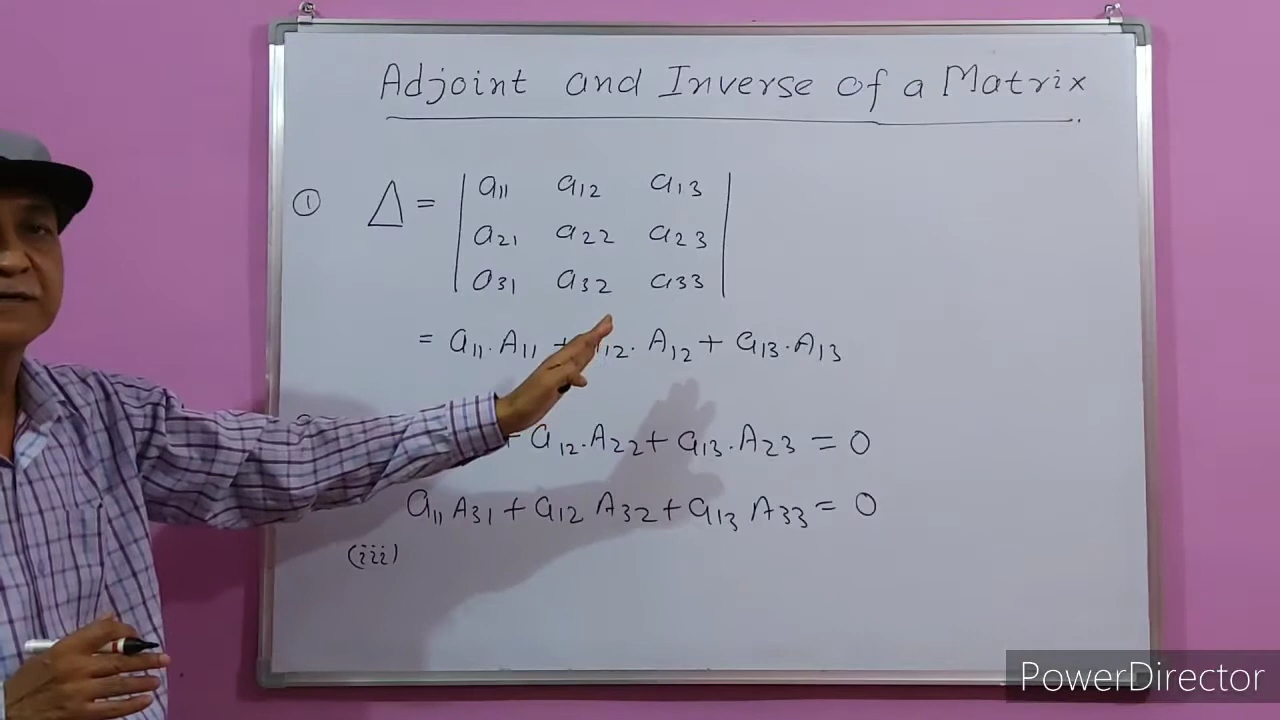 Adjoint and Inverse of a Matrix
① Δ = | a11 a12 a13 |
| a21 a22 a23 |
| a31 a32 a33 |
= a11.A11 + 12.A12 + a13.A13
+ a12.A22 + a13.A23 = 0
a11 A31 + a12 A32 + a13 A33 = 0
(iii)
PowerDirector